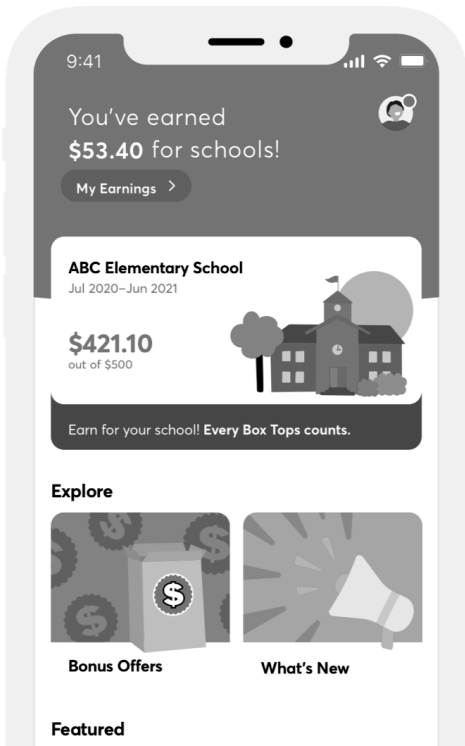 9:41
You've earned
$53.40 for schools!
My Earnings >
ABC Elementary School
Jul 2020–Jun 2021
$421.10
out of $500
Earn for your school! Every Box Tops counts.
Explore
$ $ $ $
$
Bonus Offers
What's New
Featured